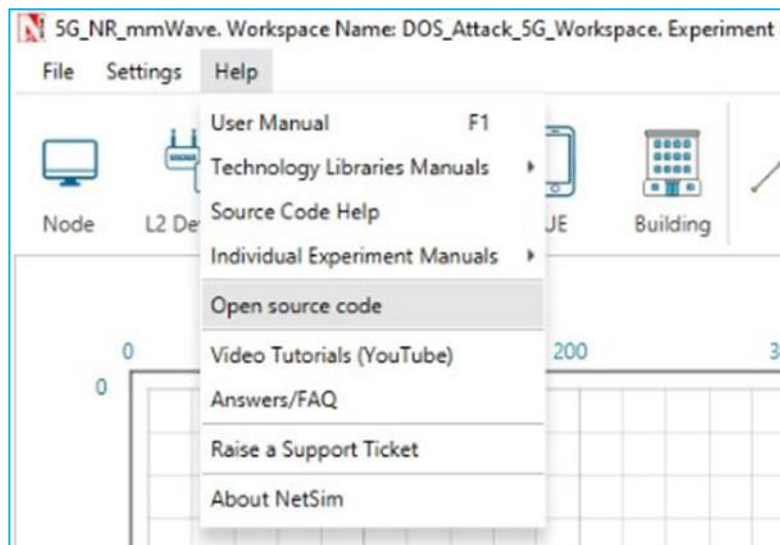 5G_NR_mmWave. Workspace Name: DOS_Attack_5G_Workspace. Experiment
File Settings Help
User Manual F1
Technology Libraries Manuals
Source Code Help
Individual Experiment Manuals
Open source code
Video Tutorials (YouTube)
Answers/FAQ
Raise a Support Ticket
About NetSim
Node L2 De UE Building
0 200 3
0